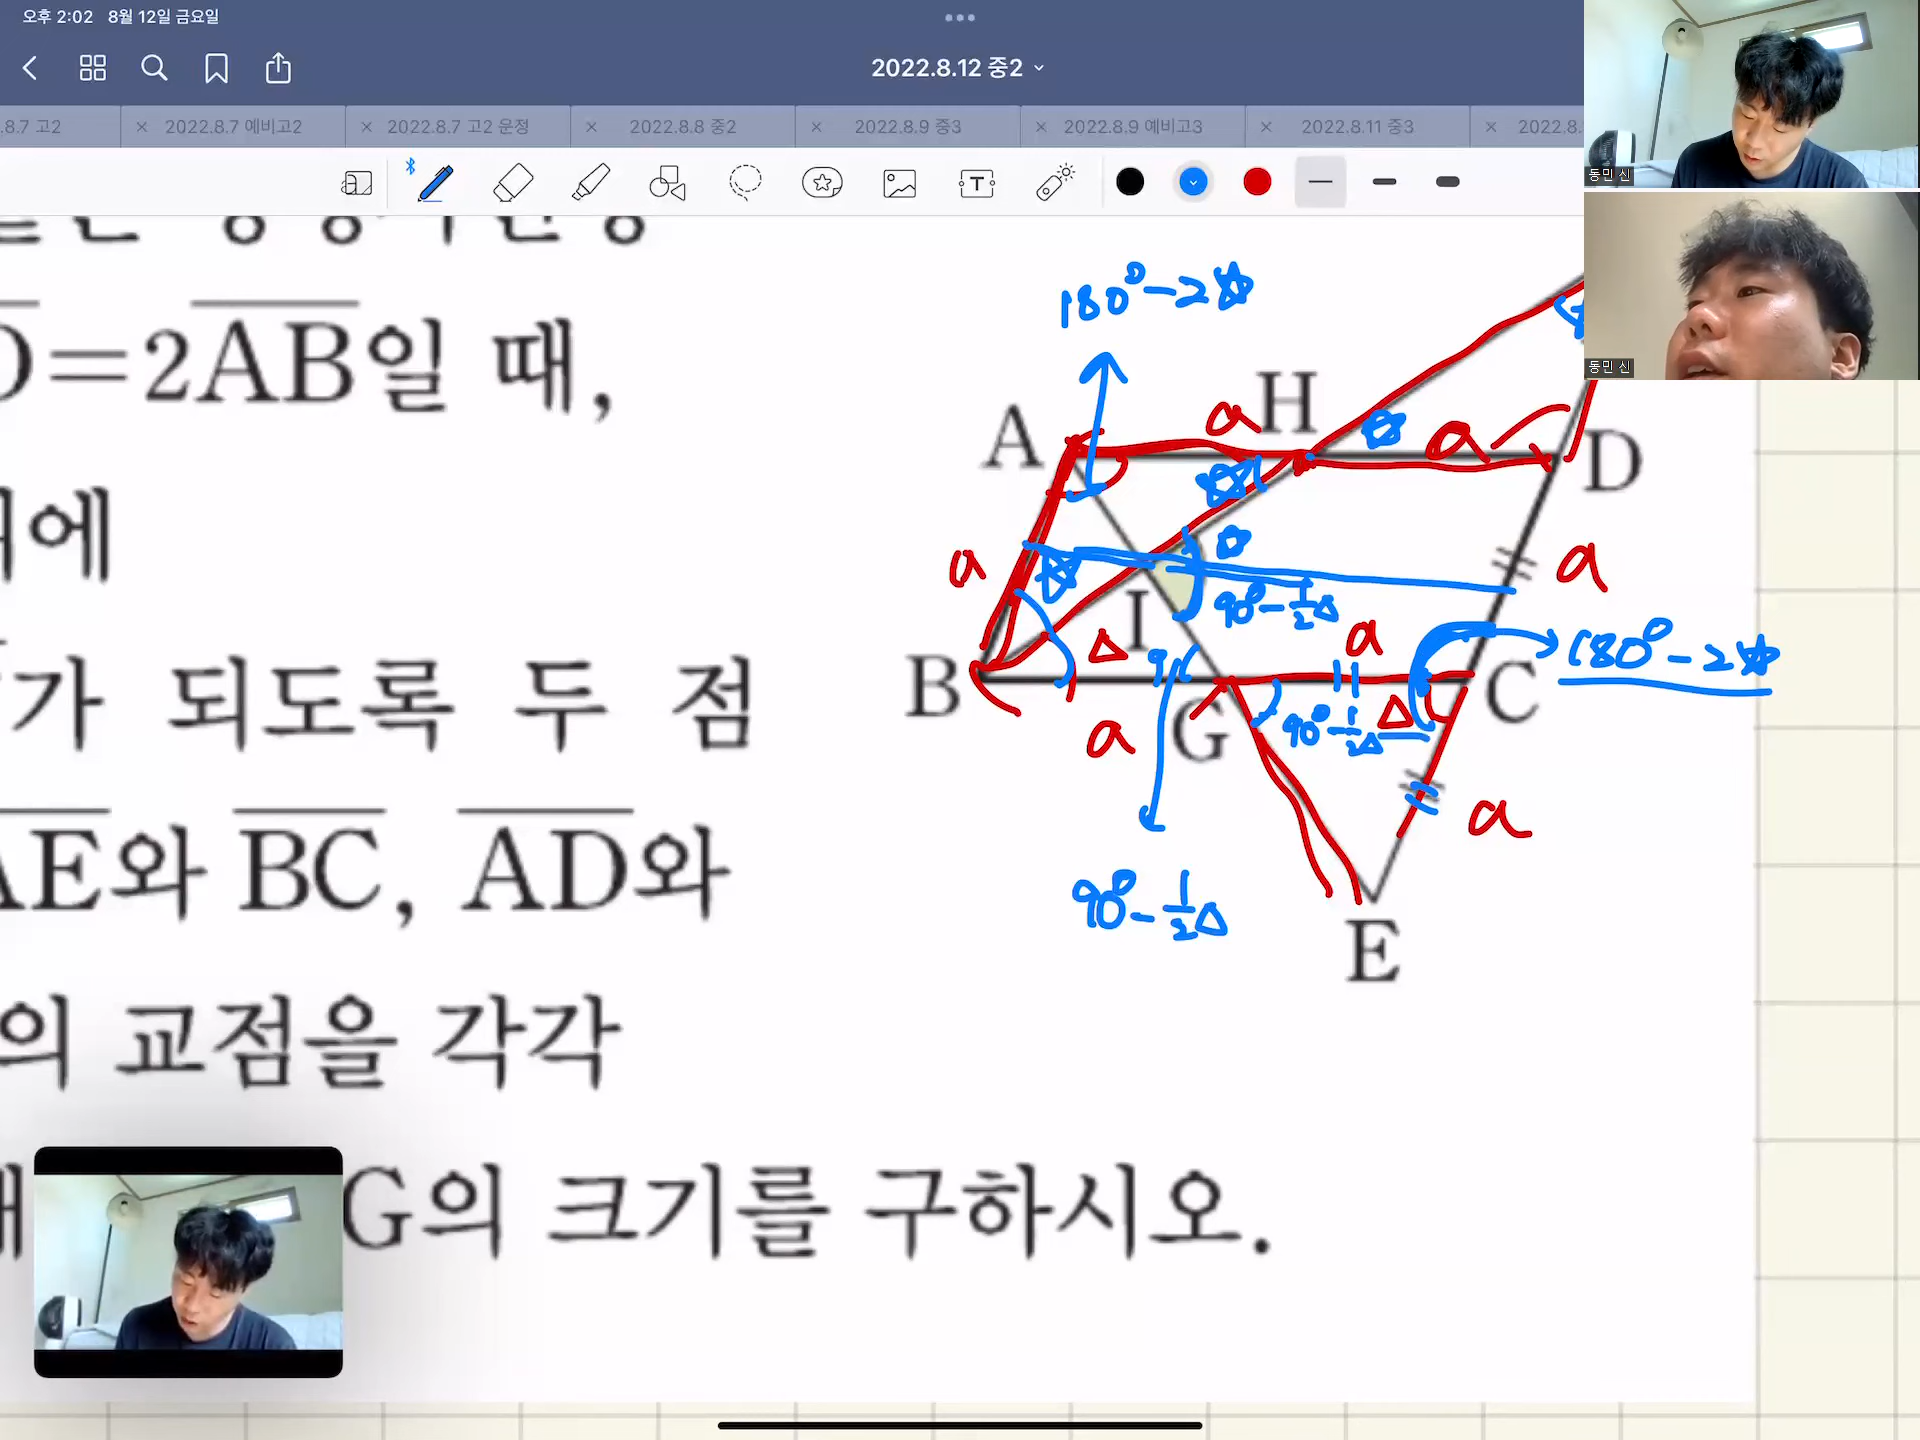 오후 2:02 8월 12일 금요일
2022.8.12 중2
.8.7 고2
2022.8.7 예비고2
2022.8.7 고2 운정
2022.8.8 중2
2022.8.9 중3
2022.8.9 예비고3
2022.8.11 중3
2022.8.
동민 신
동민 신
D=2AB일 때,
에
가 되도록 두 점
AE와 BC, AD와
의 교점을 각각
G의 크기를 구하시오.
180°-2☆
A a H ☆ a D
☆
a ☆ ☆ a
I 90°-1/2△
B △ a C 180°-2☆
a G 90°-1/2△ △
a
90°-1/2△
E